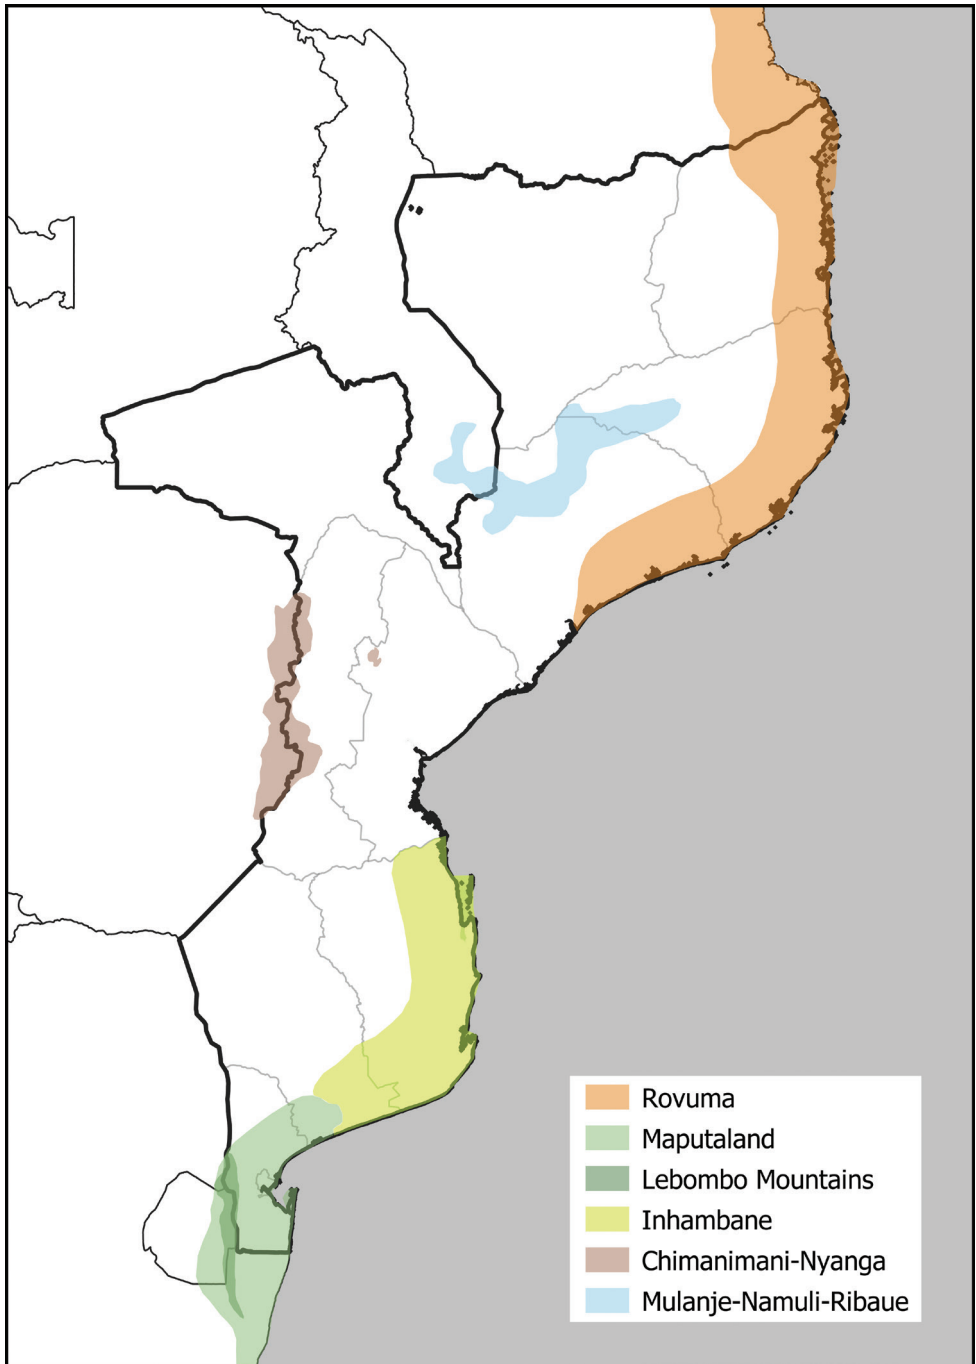 Rovuma
Maputaland
Lebombo Mountains
Inhambane
Chimanimani-Nyanga
Mulanje-Namuli-Ribaue